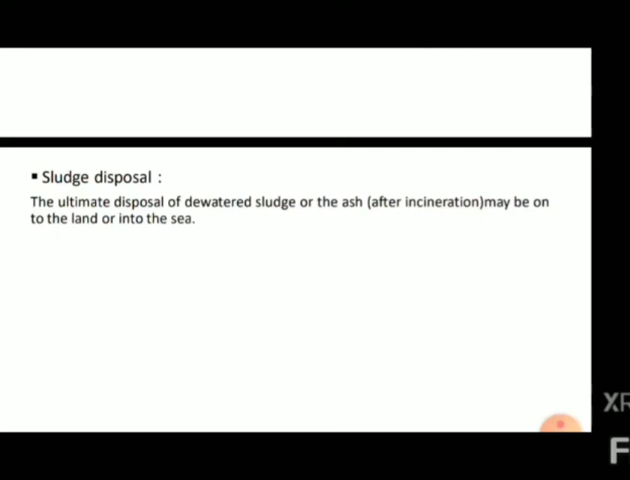 ▪ Sludge disposal :
The ultimate disposal of dewatered sludge or the ash (after incineration)may be on
to the land or into the sea.
XR
F